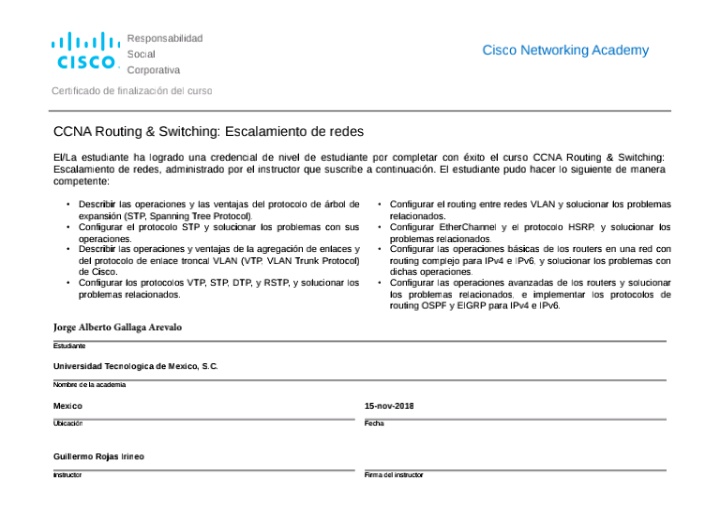 Responsabilidad
Social
Corporativa
CISCO
Cisco Networking Academy
Certificado de finalización del curso
CCNA Routing & Switching: Escalamiento de redes
El/La estudiante ha logrado una credencial de nivel de estudiante por completar con éxito el curso CCNA Routing & Switching:
Escalamiento de redes, administrado por el instructor que suscribe a continuación. El estudiante pudo hacer lo siguiente de manera
competente:
• Describir las operaciones y las ventajas del protocolo de árbol de
expansión (STP, Spanning Tree Protocol).
• Configurar el protocolo STP y solucionar los problemas con sus
operaciones.
• Describir las operaciones y ventajas de la agregación de enlaces y
del protocolo de enlace troncal VLAN (VTP, VLAN Trunk Protocol)
de Cisco.
• Configurar los protocolos VTP, STP, DTP, y RSTP, y solucionar los
problemas relacionados.
• Configurar el routing entre redes VLAN y solucionar los problemas
relacionados.
• Configurar EtherChannel y el protocolo HSRP, y solucionar los
problemas relacionados.
• Configurar las operaciones básicas de los routers en una red con
routing complejo para IPv4 e IPv6, y solucionar los problemas con
dichas operaciones.
• Configurar las operaciones avanzadas de los routers y solucionar
los problemas relacionados, e implementar los protocolos de
routing OSPF y EIGRP para IPv4 e IPv6.
Jorge Alberto Gallaga Arevalo
Estudiante
Universidad Tecnologica de Mexico, S.C.
Nombre de la academia
Mexico
15-nov-2018
Ubicación
Fecha
Guillermo Rojas Irineo
Instructor
Firma del instructor